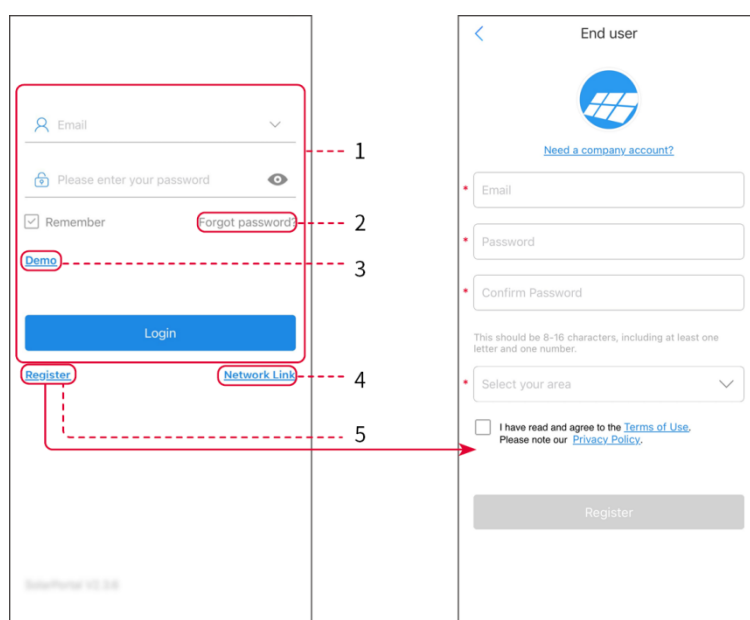 Email
Please enter your password
1
Remember
Forgot password?
2
Demo
3
Login
Register
Network Link
4
5
End user
Need a company account?
* Email
* Password
* Confirm Password
This should be 8-16 characters, including at least one
letter and one number.
* Select your area
I have read and agree to the Terms of Use,
Please note our Privacy Policy.
Register